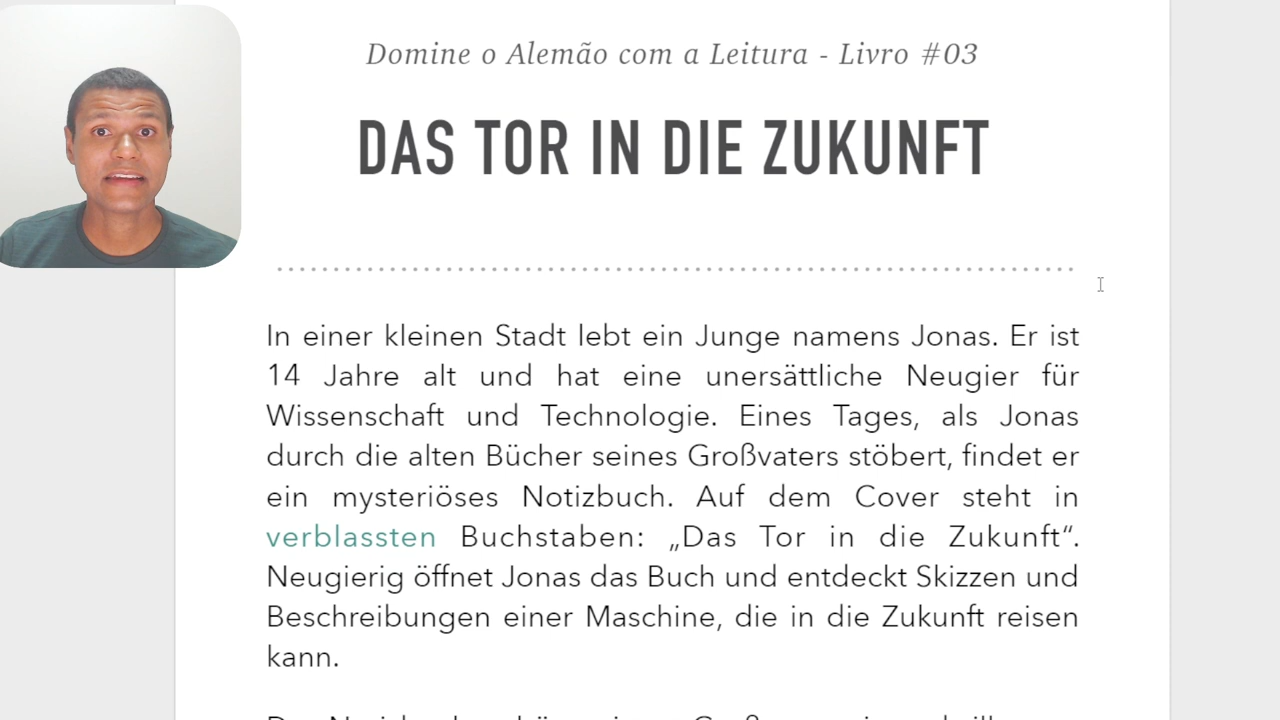 Domine o Alemão com a Leitura - Livro #03
DAS TOR IN DIE ZUKUNFT
In einer kleinen Stadt lebt ein Junge namens Jonas. Er ist
14 Jahre alt und hat eine unersättliche Neugier für
Wissenschaft und Technologie. Eines Tages, als Jonas
durch die alten Bücher seines Großvaters stöbert, findet er
ein mysteriöses Notizbuch. Auf dem Cover steht in
verblassten Buchstaben: „Das Tor in die Zukunft“.
Neugierig öffnet Jonas das Buch und entdeckt Skizzen und
Beschreibungen einer Maschine, die in die Zukunft reisen
kann.